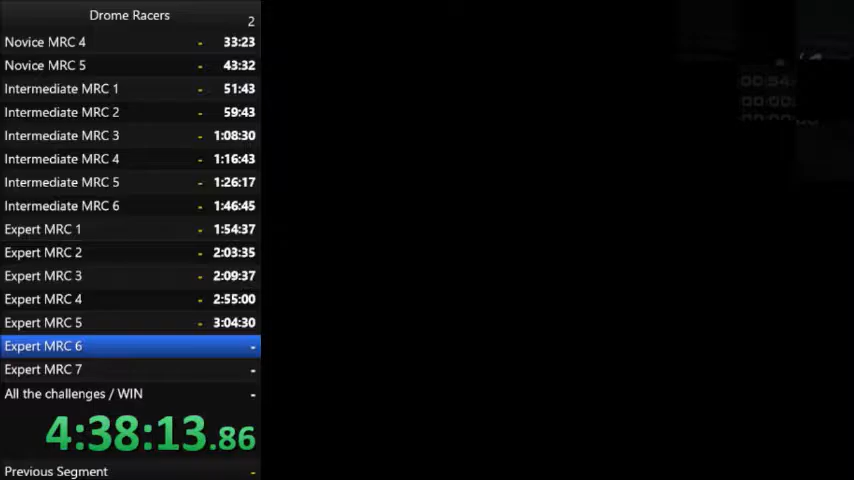 Drome Racers
2
Novice MRC 4 - 33:23
Novice MRC 5 - 43:32
Intermediate MRC 1 - 51:43
Intermediate MRC 2 - 59:43
Intermediate MRC 3 - 1:08:30
Intermediate MRC 4 - 1:16:43
Intermediate MRC 5 - 1:26:17
Intermediate MRC 6 - 1:46:45
Expert MRC 1 - 1:54:37
Expert MRC 2 - 2:03:35
Expert MRC 3 - 2:09:37
Expert MRC 4 - 2:55:00
Expert MRC 5 - 3:04:30
Expert MRC 6 -
Expert MRC 7 -
All the challenges / WIN -
4:38:13.86
Previous Segment -